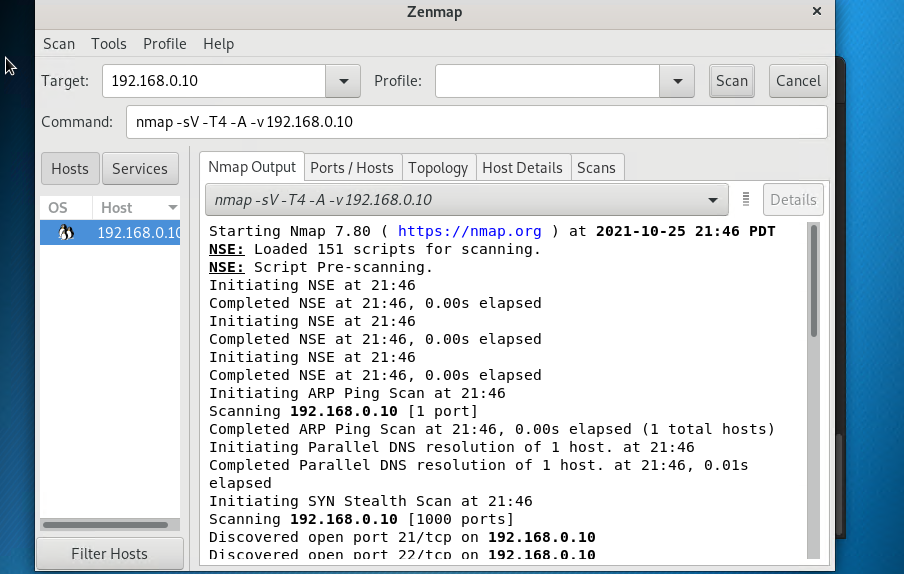 Zenmap
×
Scan Tools Profile Help
Target: 192.168.0.10 Profile: Scan Cancel
Command: nmap -sV -T4 -A -v 192.168.0.10
Hosts Services
Nmap Output Ports / Hosts Topology Host Details Scans
OS Host
nmap -sV -T4 -A -v 192.168.0.10 Details
192.168.0.10
Starting Nmap 7.80 ( https://nmap.org ) at 2021-10-25 21:46 PDT
NSE: Loaded 151 scripts for scanning.
NSE: Script Pre-scanning.
Initiating NSE at 21:46
Completed NSE at 21:46, 0.00s elapsed
Initiating NSE at 21:46
Completed NSE at 21:46, 0.00s elapsed
Initiating NSE at 21:46
Completed NSE at 21:46, 0.00s elapsed
Initiating ARP Ping Scan at 21:46
Scanning 192.168.0.10 [1 port]
Completed ARP Ping Scan at 21:46, 0.00s elapsed (1 total hosts)
Initiating Parallel DNS resolution of 1 host. at 21:46
Completed Parallel DNS resolution of 1 host. at 21:46, 0.01s
elapsed
Initiating SYN Stealth Scan at 21:46
Scanning 192.168.0.10 [1000 ports]
Discovered open port 21/tcp on 192.168.0.10
Discovered open port 22/tcp on 192.168.0.10
Filter Hosts